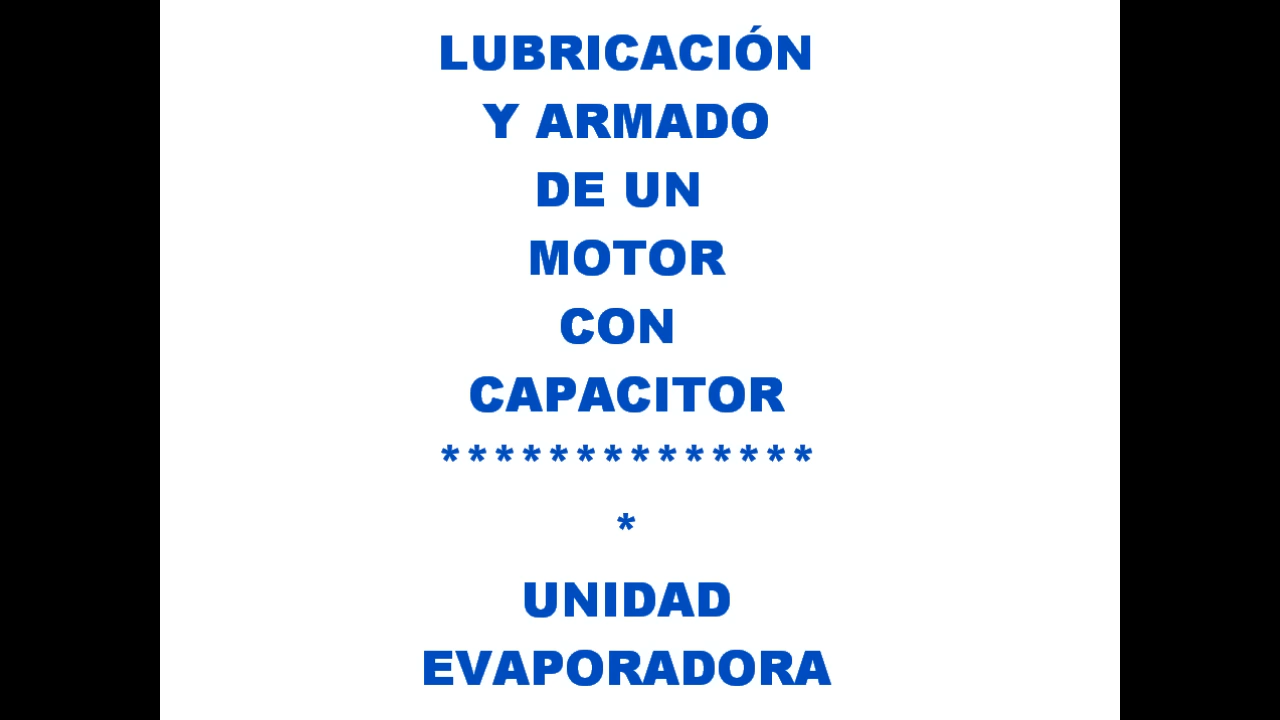 LUBRICACIÓN
Y ARMADO
DE UN
MOTOR
CON
CAPACITOR
**************
*
UNIDAD
EVAPORADORA